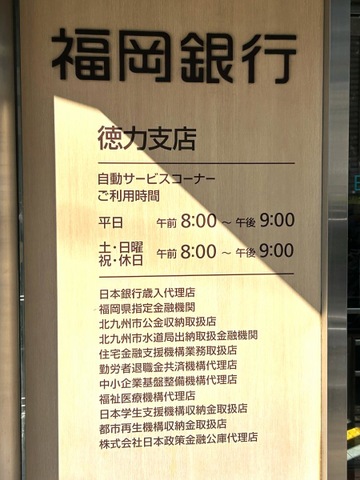 福岡銀行
徳力支店
自動サービスコーナー
ご利用時間
平日 午前 8:00 ～ 午後 9:00
土・日曜
祝・休日 午前 8:00 ～ 午後 9:00
日本銀行歳入代理店
福岡県指定金融機関
北九州市公金収納取扱店
北九州市水道局出納取扱金融機関
住宅金融支援機構業務取扱店
勤労者退職金共済機構代理店
中小企業基盤整備機構代理店
福祉医療機構代理店
日本学生支援機構収納金取扱店
都市再生機構収納金取扱店
株式会社日本政策金融公庫代理店